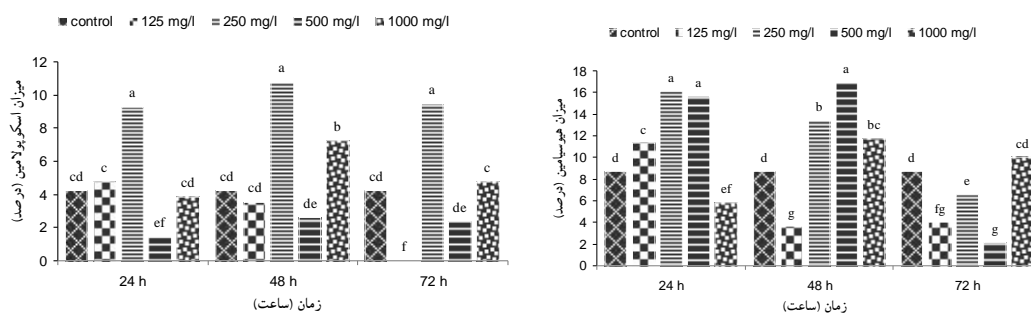 control 125 mg/l 250 mg/l 500 mg/l 1000 mg/l
میزان اسکوپولامین (درصد)
12
10
8
6
4
2
0
cd c a ef cd
cd cd a de b
cd f a de c
24 h 48 h 72 h
زمان (ساعت)
control 125 mg/l 250 mg/l 500 mg/l 1000 mg/l
میزان هیوسیامین (درصد)
18
16
14
12
10
8
6
4
2
0
d c a a ef
d g b a bc
d fg e g cd
24 h 48 h 72 h
زمان (ساعت)